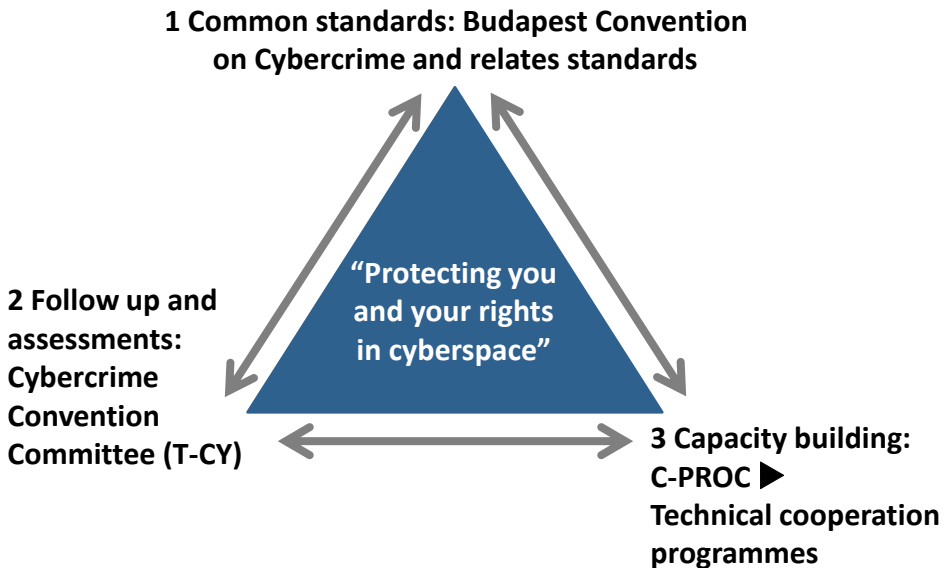 1 Common standards: Budapest Convention
on Cybercrime and relates standards
“Protecting you
and your rights
in cyberspace”
2 Follow up and
assessments:
Cybercrime
Convention
Committee (T-CY)
3 Capacity building:
C-PROC ▶
Technical cooperation
programmes